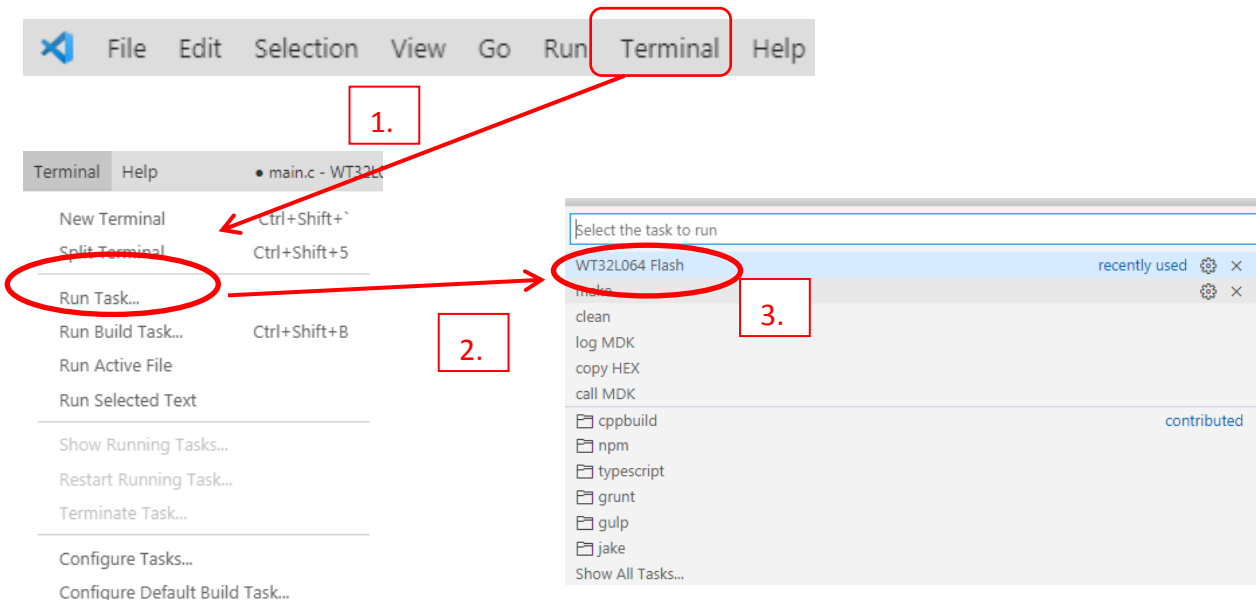 File Edit Selection View Go Run Terminal Help
1.
Terminal Help ● main.c - WT32L
New Terminal Ctrl+Shift+`
Split Terminal Ctrl+Shift+5
Run Task...
Run Build Task... Ctrl+Shift+B
Run Active File
Run Selected Text
Show Running Tasks...
Restart Running Task...
Terminate Task...
Configure Tasks...
Configure Default Build Task...
2.
Select the task to run
WT32L064 Flash recently used
make
clean
log MDK
copy HEX
call MDK
cppbuild contributed
npm
typescript
grunt
gulp
jake
Show All Tasks...
3.